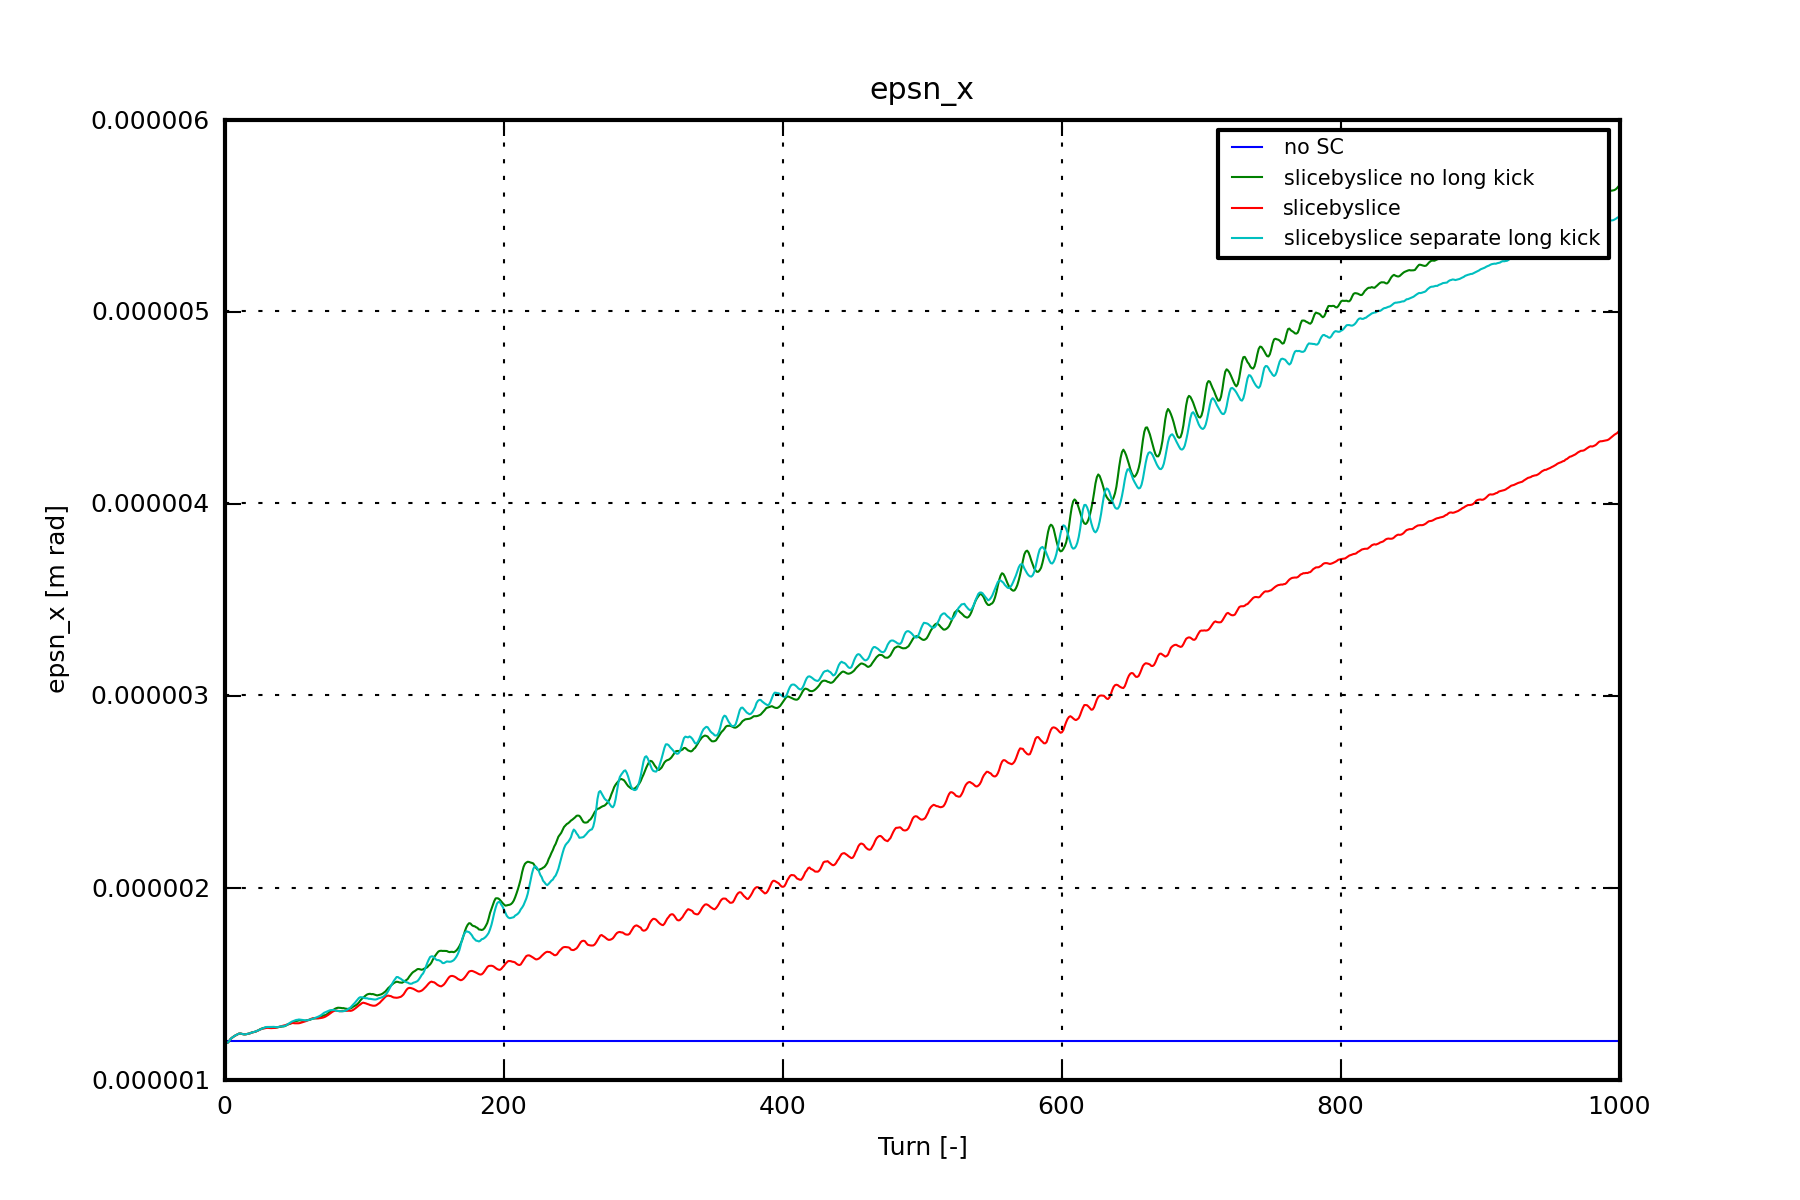 epsn_x
0.000006
0.000005
0.000004
0.000003
0.000002
0.000001
epsn_x [m rad]
no SC
slicebyslice no long kick
slicebyslice
slicebyslice separate long kick
0 200 400 600 800 1000
Turn [-]